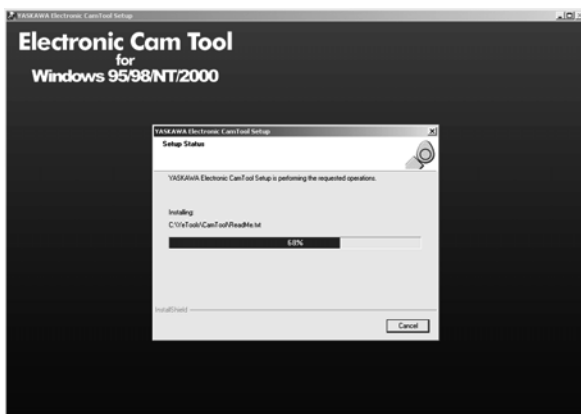 YASKAWA Electronic CamTool Setup
Electronic Cam Tool
for
Windows 95/98/NT/2000
YASKAWA Electronic CamTool Setup
Setup Status
YASKAWA Electronic CamTool Setup is performing the requested operations.
Installing:
C:\YeTools\CamTool\ReadMe.txt
68%
InstallShield
Cancel